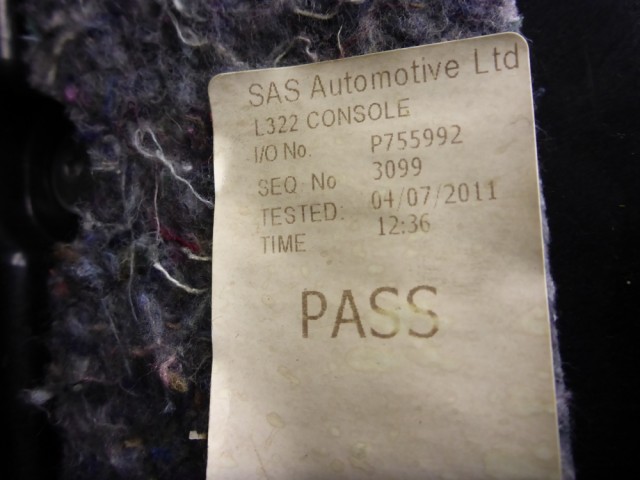 SAS Automotive Ltd
L322 CONSOLE
I/O No. P755992
SEQ No 3099
TESTED: 04/07/2011
TIME 12:36
PASS